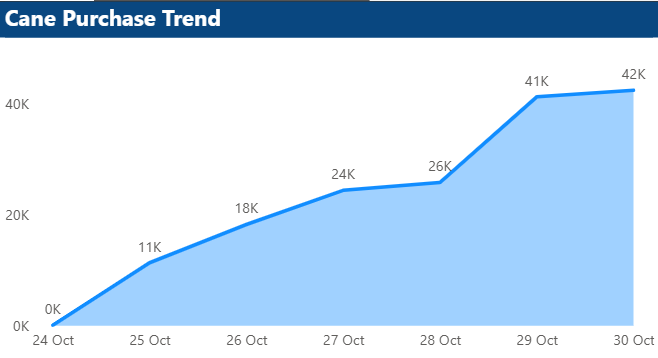 Cane Purchase Trend
42K
41K
40K
24K
26K
18K
20K
11K
0K
0K
24 Oct 25 Oct 26 Oct 27 Oct 28 Oct 29 Oct 30 Oct